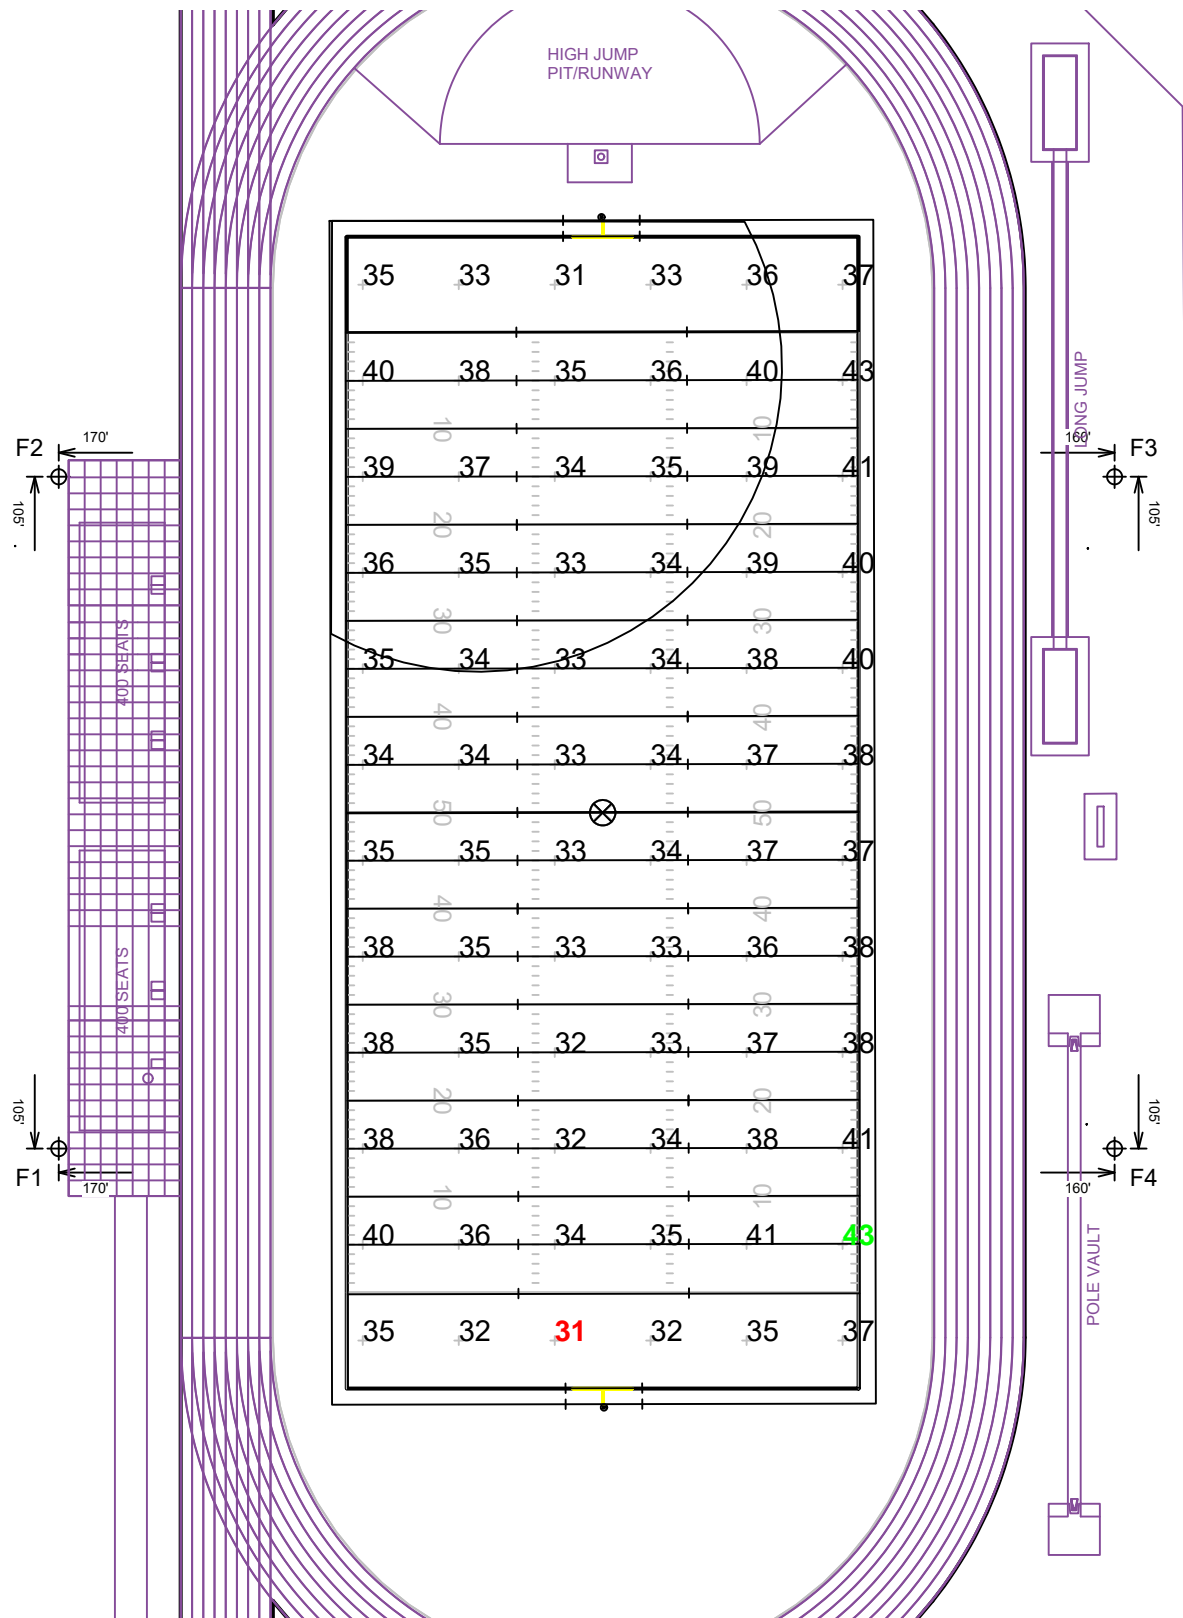 HIGH JUMP
PIT/RUNWAY
35 33 31 33 36 37
40 38 35 36 40 43
LONG JUMP
10 10
F2 170' 160' F3
39 37 34 35 39 41
105' 20 20 105'
36 35 33 34 39 40
30 30
400 SEATS
35 34 33 34 38 40
40 40
34 34 33 34 37 38
50 50
35 35 33 34 37 37
40 40
38 35 33 33 36 38
400 SEATS
30 30
38 35 32 33 37 38
105' 20 20 105'
38 36 32 34 38 41
F1 170' 160' F4
10 10
40 36 34 35 41 43
POLE VAULT
35 32 31 32 35 37